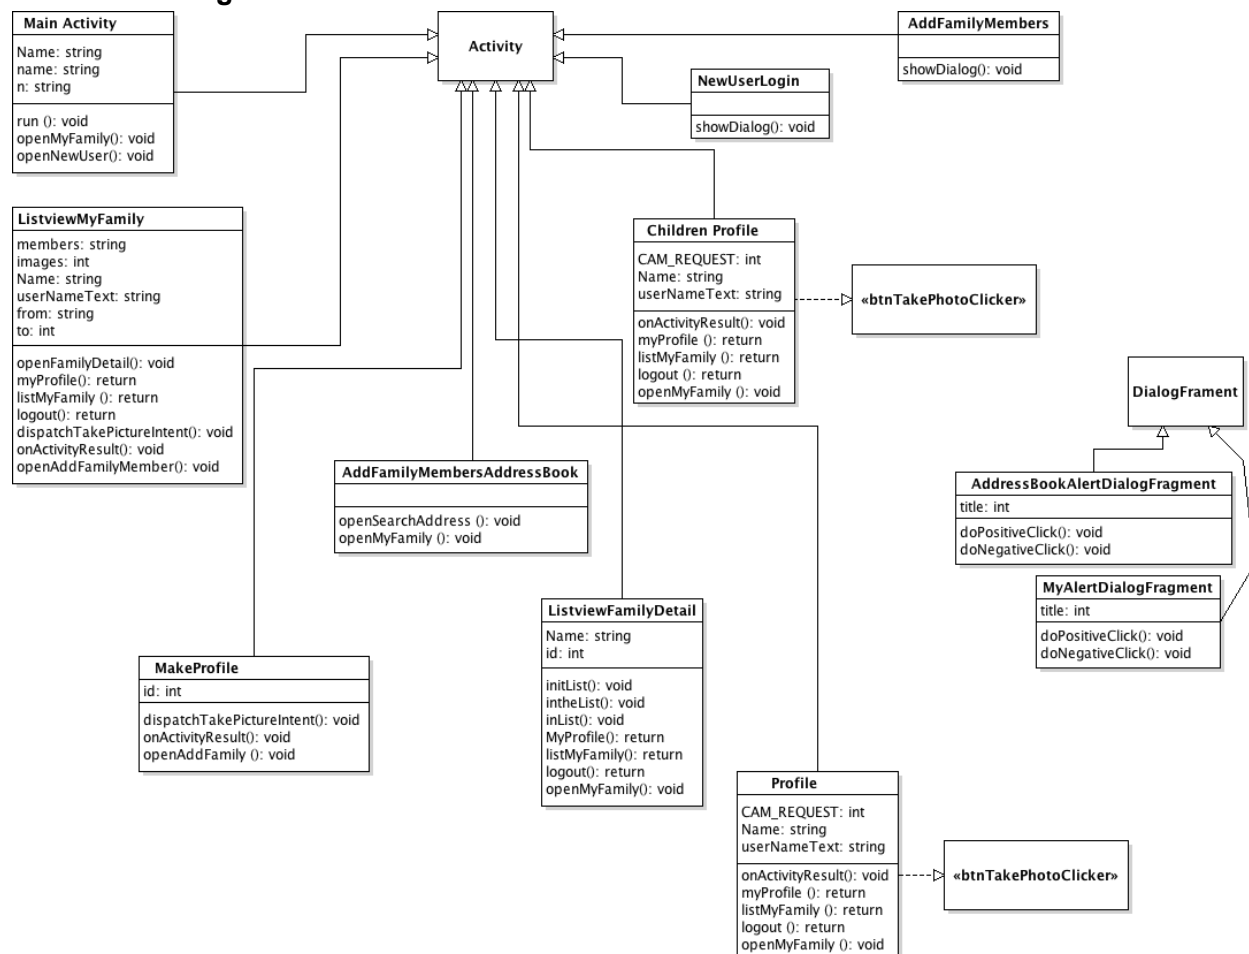 Main Activity
Name: string
name: string
n: string
run (): void
openMyFamily(): void
openNewUser(): void
Activity
AddFamilyMembers
showDialog(): void
NewUserLogin
showDialog(): void
ListviewMyFamily
members: string
images: int
Name: string
userNameText: string
from: string
to: int
openFamilyDetail(): void
myProfile(): return
listMyFamily (): return
logout(): return
dispatchTakePictureIntent(): void
onActivityResult(): void
openAddFamilyMember(): void
Children Profile
CAM_REQUEST: int
Name: string
userNameText: string
onActivityResult(): void
myProfile (): return
listMyFamily (): return
logout (): return
openMyFamily (): void
«btnTakePhotoClicker»
DialogFrament
AddressBookAlertDialogFragment
title: int
doPositiveClick(): void
doNegativeClick(): void
MyAlertDialogFragment
title: int
doPositiveClick(): void
doNegativeClick(): void
AddFamilyMembersAddressBook
openSearchAddress (): void
openMyFamily (): void
ListviewFamilyDetail
Name: string
id: int
initList(): void
intheList(): void
inList(): void
MyProfile(): return
listMyFamily(): return
logout(): return
openMyFamily(): void
MakeProfile
id: int
dispatchTakePictureIntent(): void
onActivityResult(): void
openAddFamily (): void
Profile
CAM_REQUEST: int
Name: string
userNameText: string
onActivityResult(): void
myProfile (): return
listMyFamily (): return
logout (): return
openMyFamily (): void
«btnTakePhotoClicker»